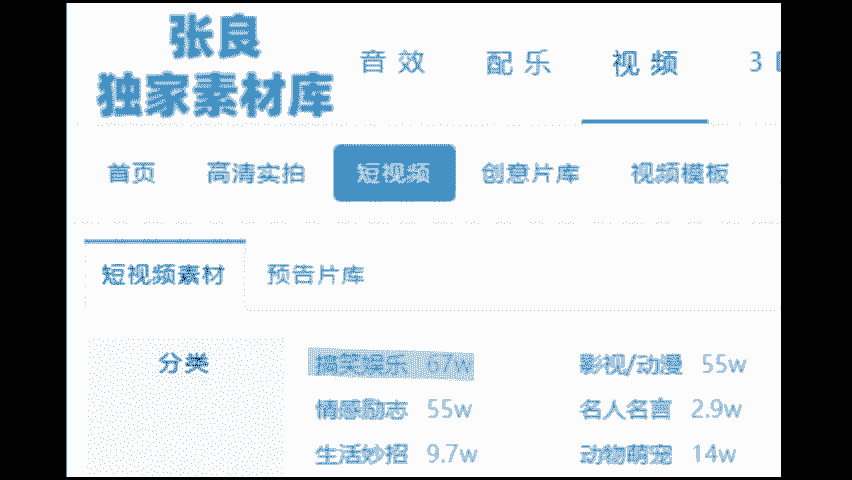 张良
独家素材库
音效 配乐 视频 3
首页 高清实拍 短视频 创意片库 视频模板
短视频素材 预告片库
分类 搞笑娱乐 67w 影视/动漫 55w
情感励志 55w 名人名言 2.9w
生活妙招 9.7w 动物萌宠 14w